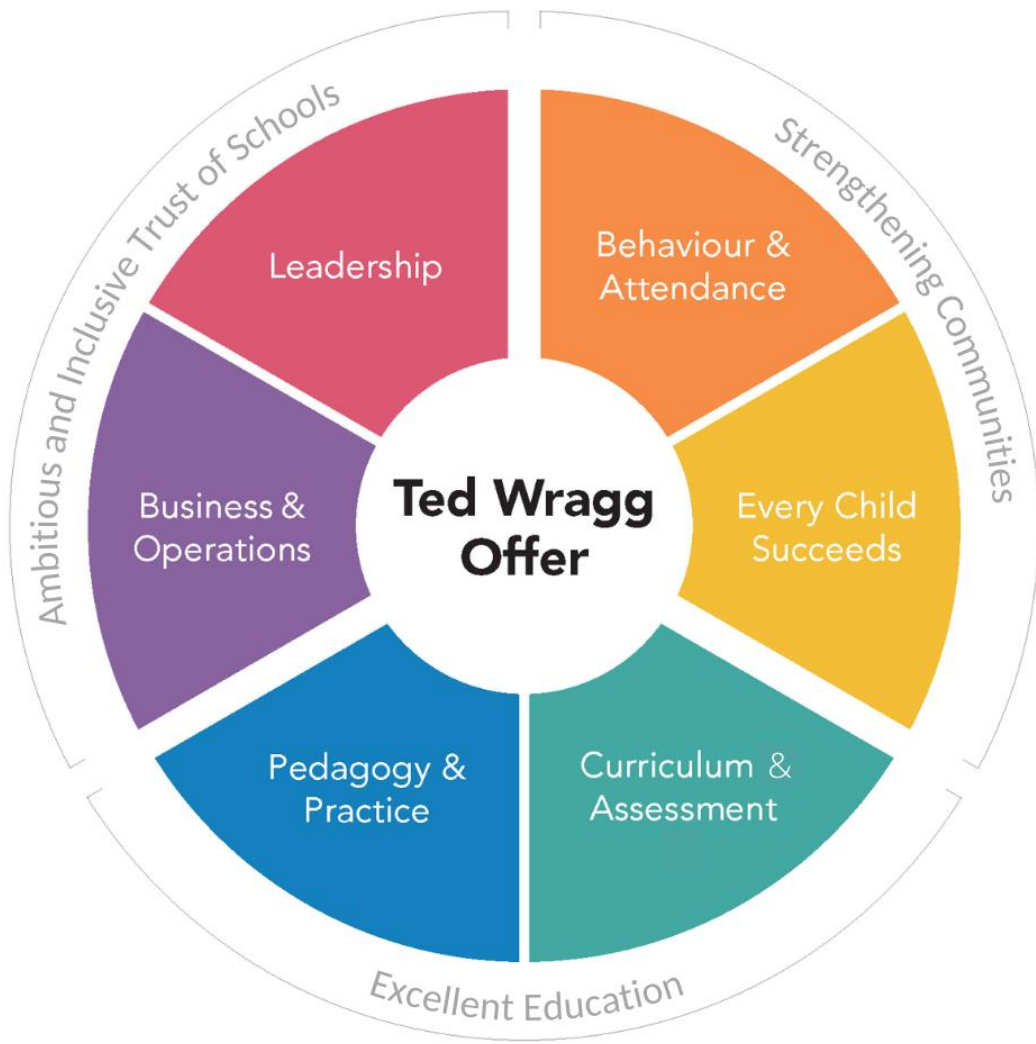 Ambitious and Inclusive Trust of Schools
Strengthening Communities
Leadership
Behaviour &
Attendance
Business &
Operations
Ted Wragg
Offer
Every Child
Succeeds
Pedagogy &
Practice
Curriculum &
Assessment
Excellent Education